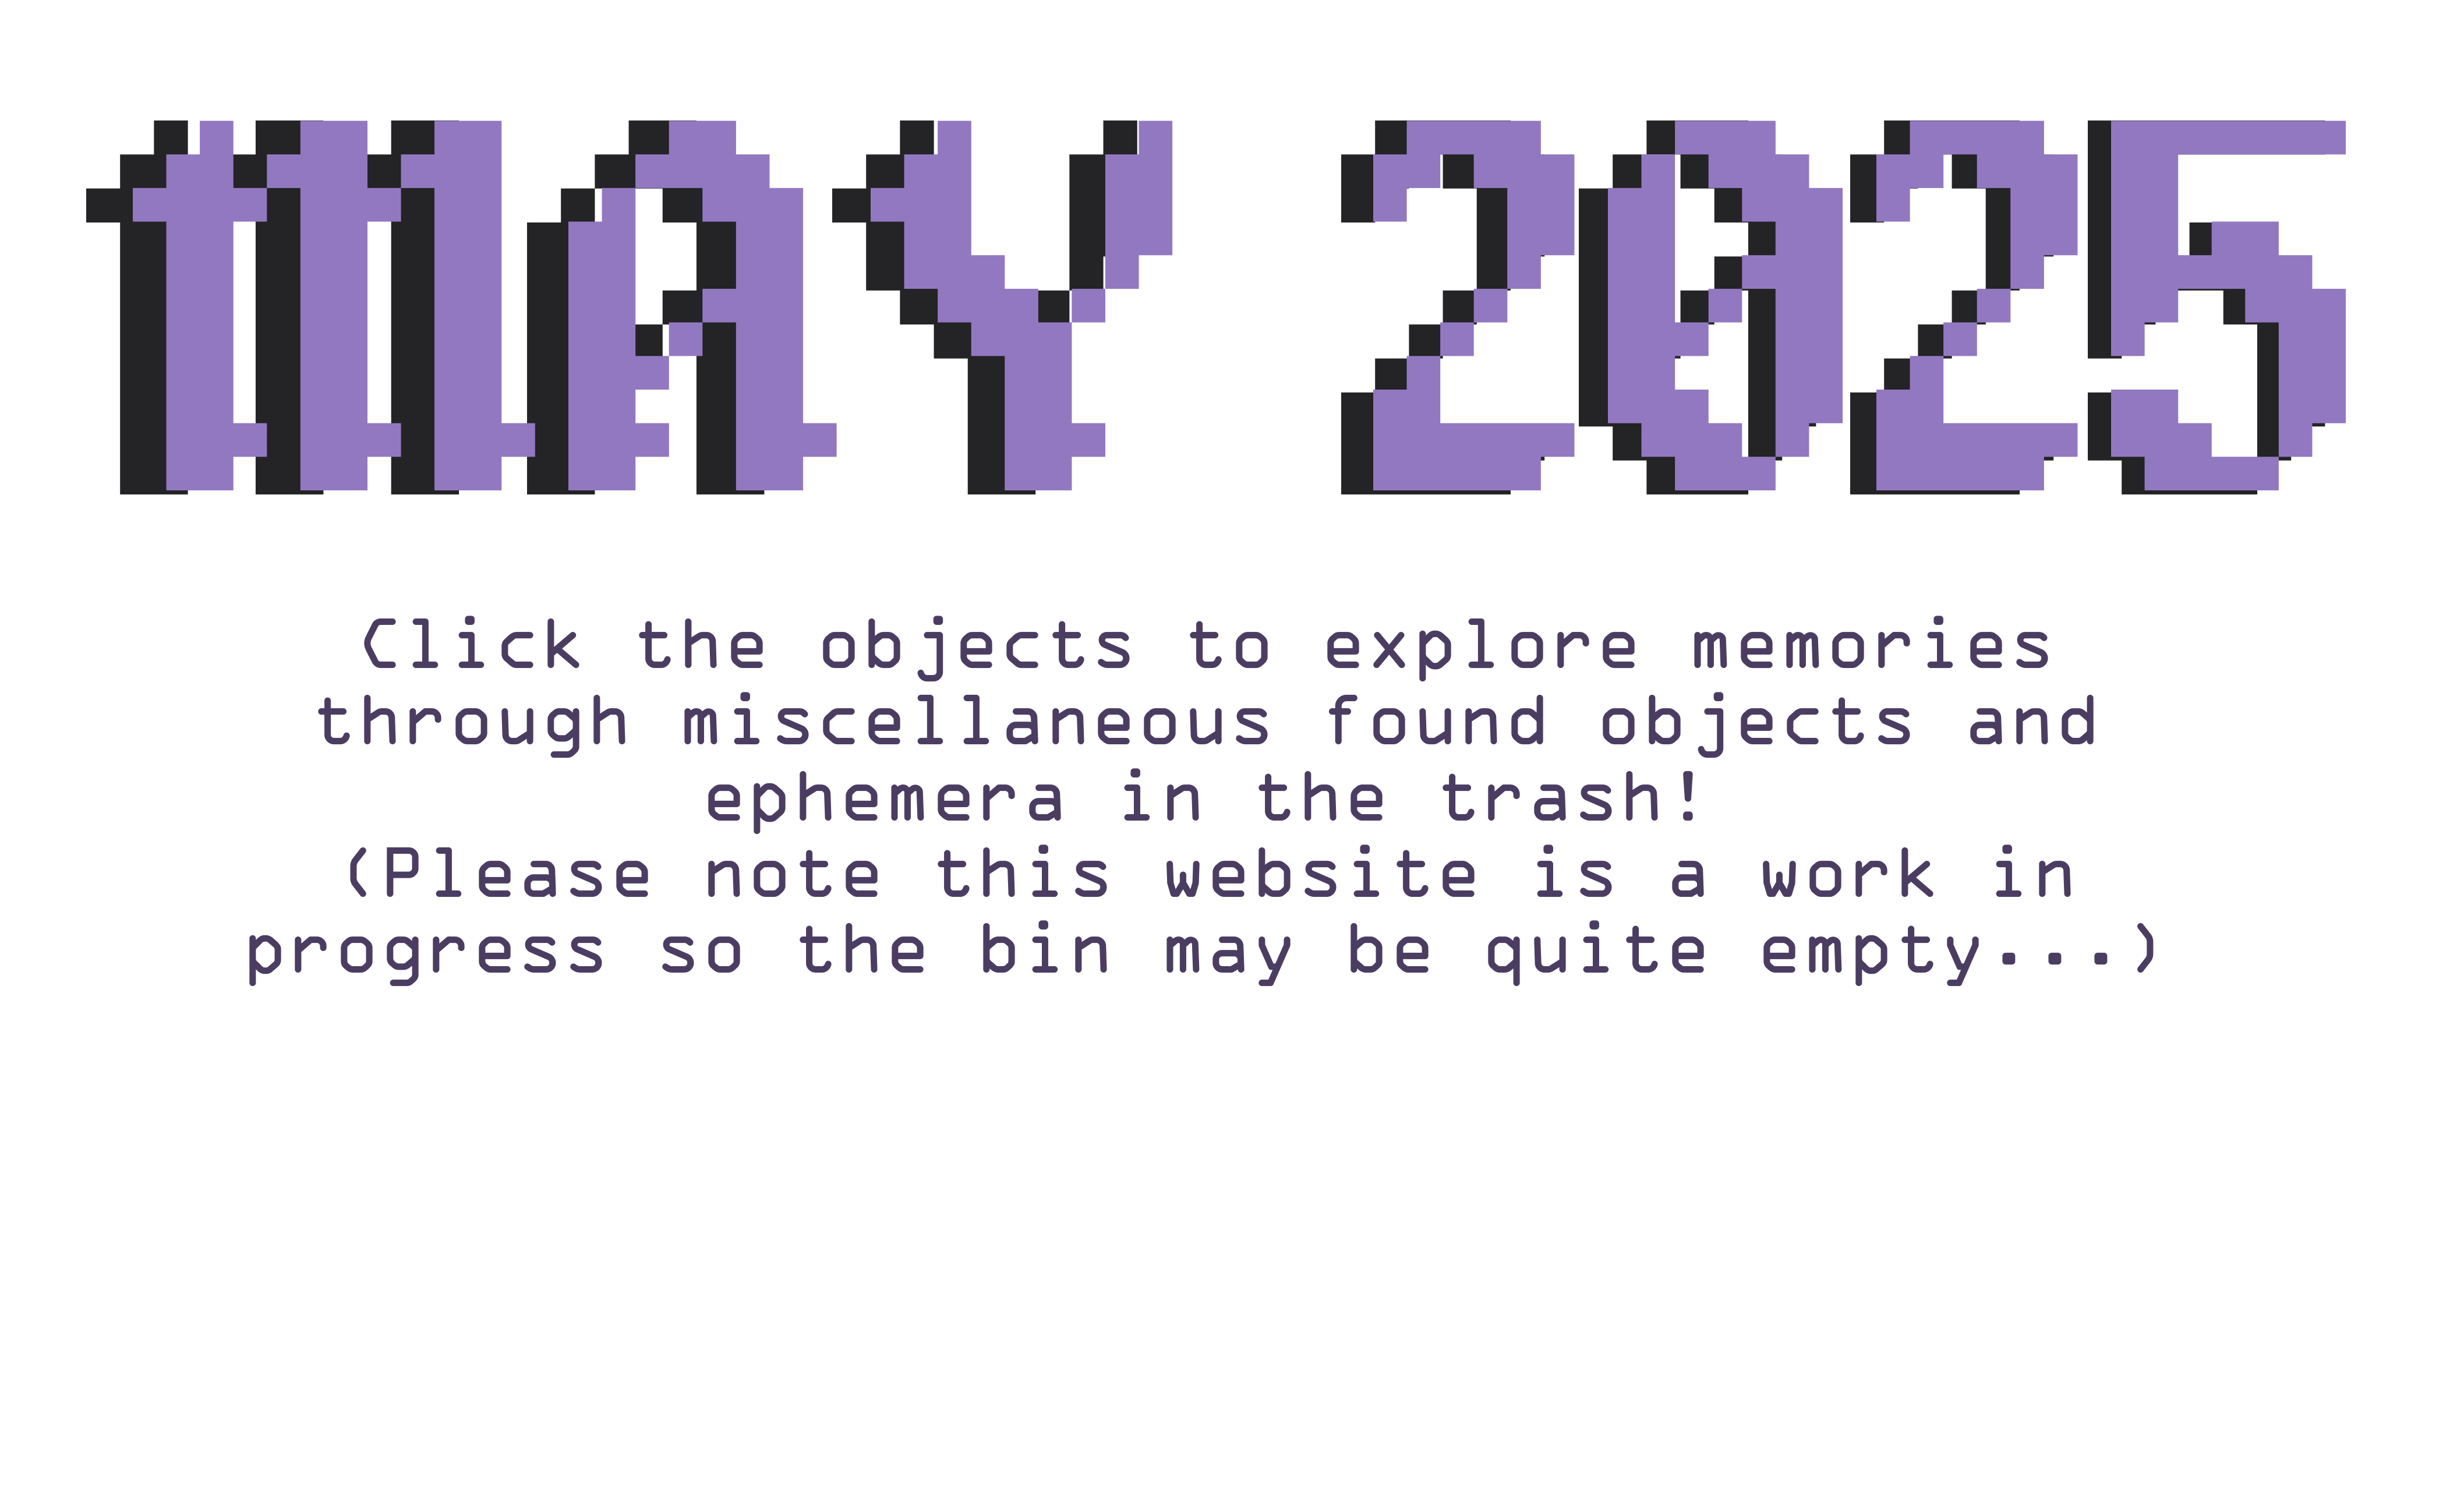 MAY 2025
Click the objects to explore memories
through miscellaneous found objects and
ephemera in the trash!
(Please note this website is a work in
progress so the bin may be quite empty...)